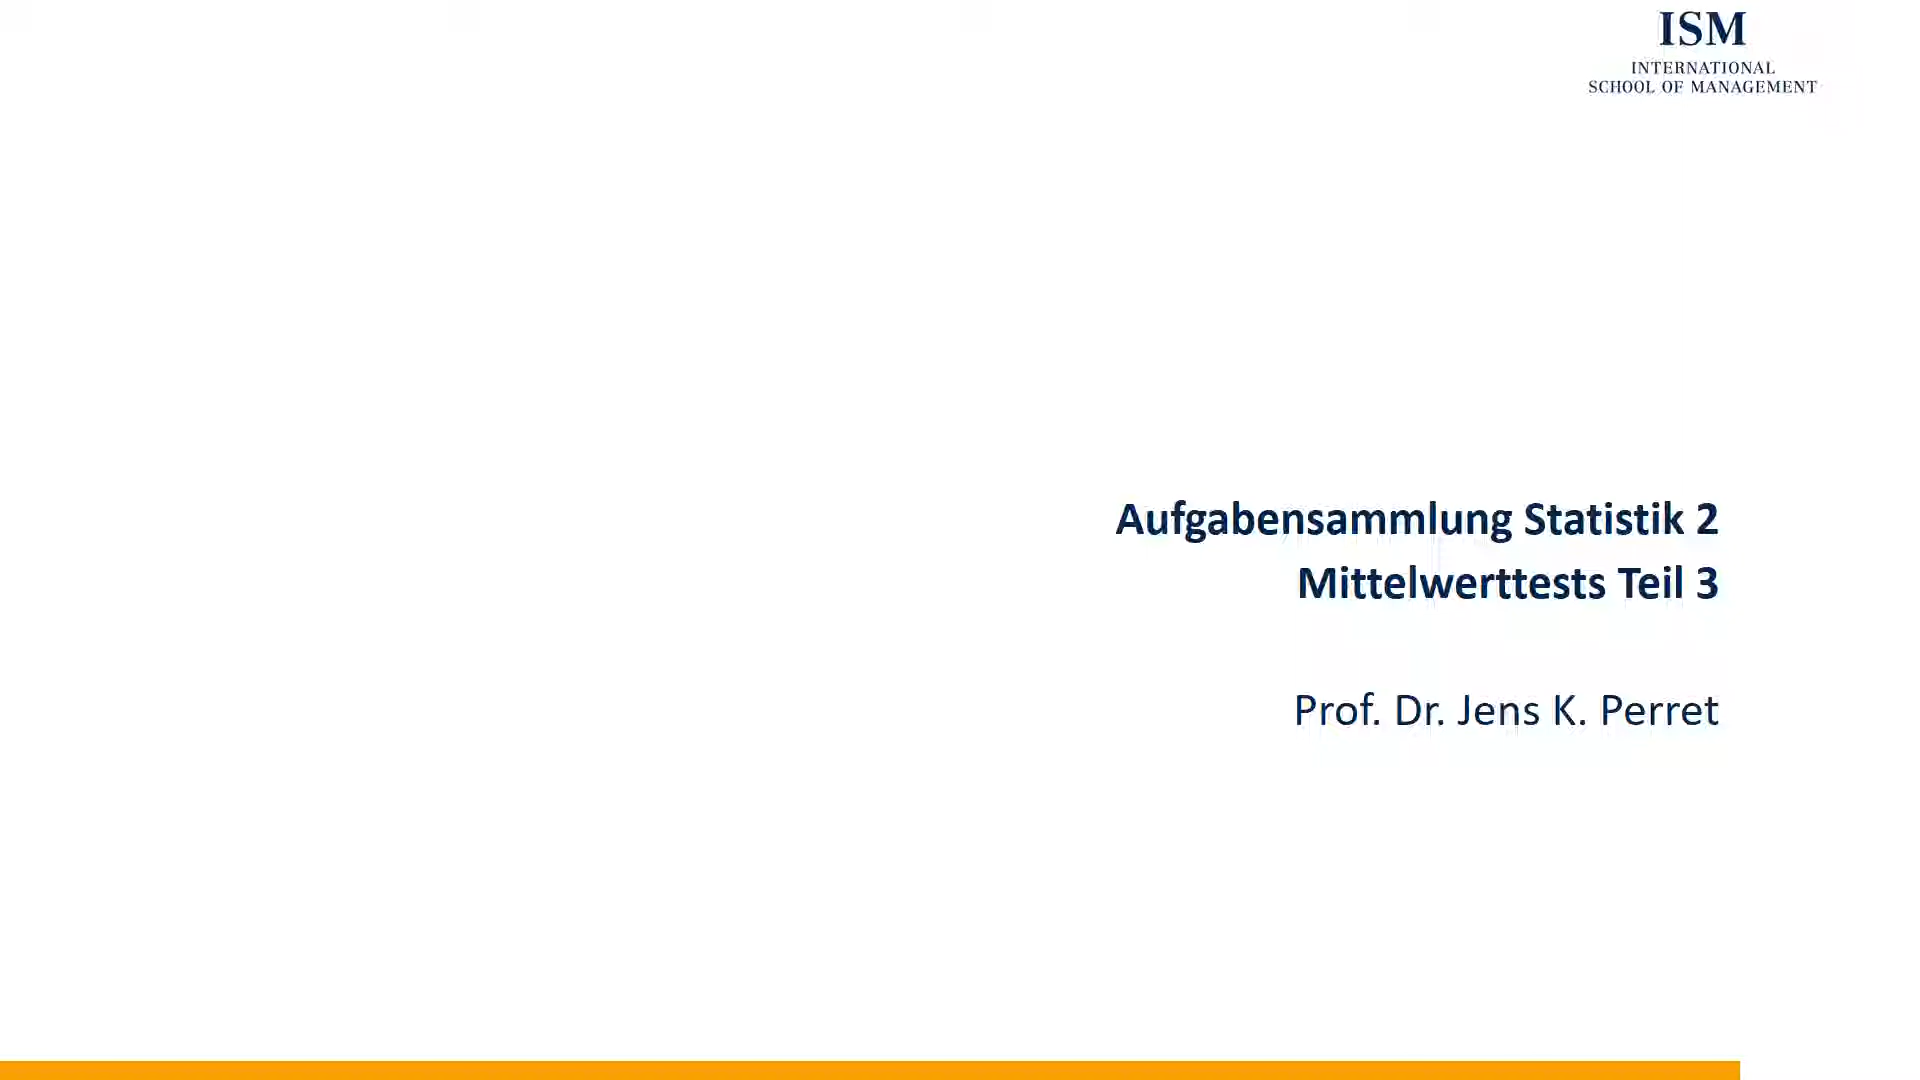 ISM
INTERNATIONAL
SCHOOL OF MANAGEMENT
Aufgabensammlung Statistik 2
Mittelwerttests Teil 3
Prof. Dr. Jens K. Perret